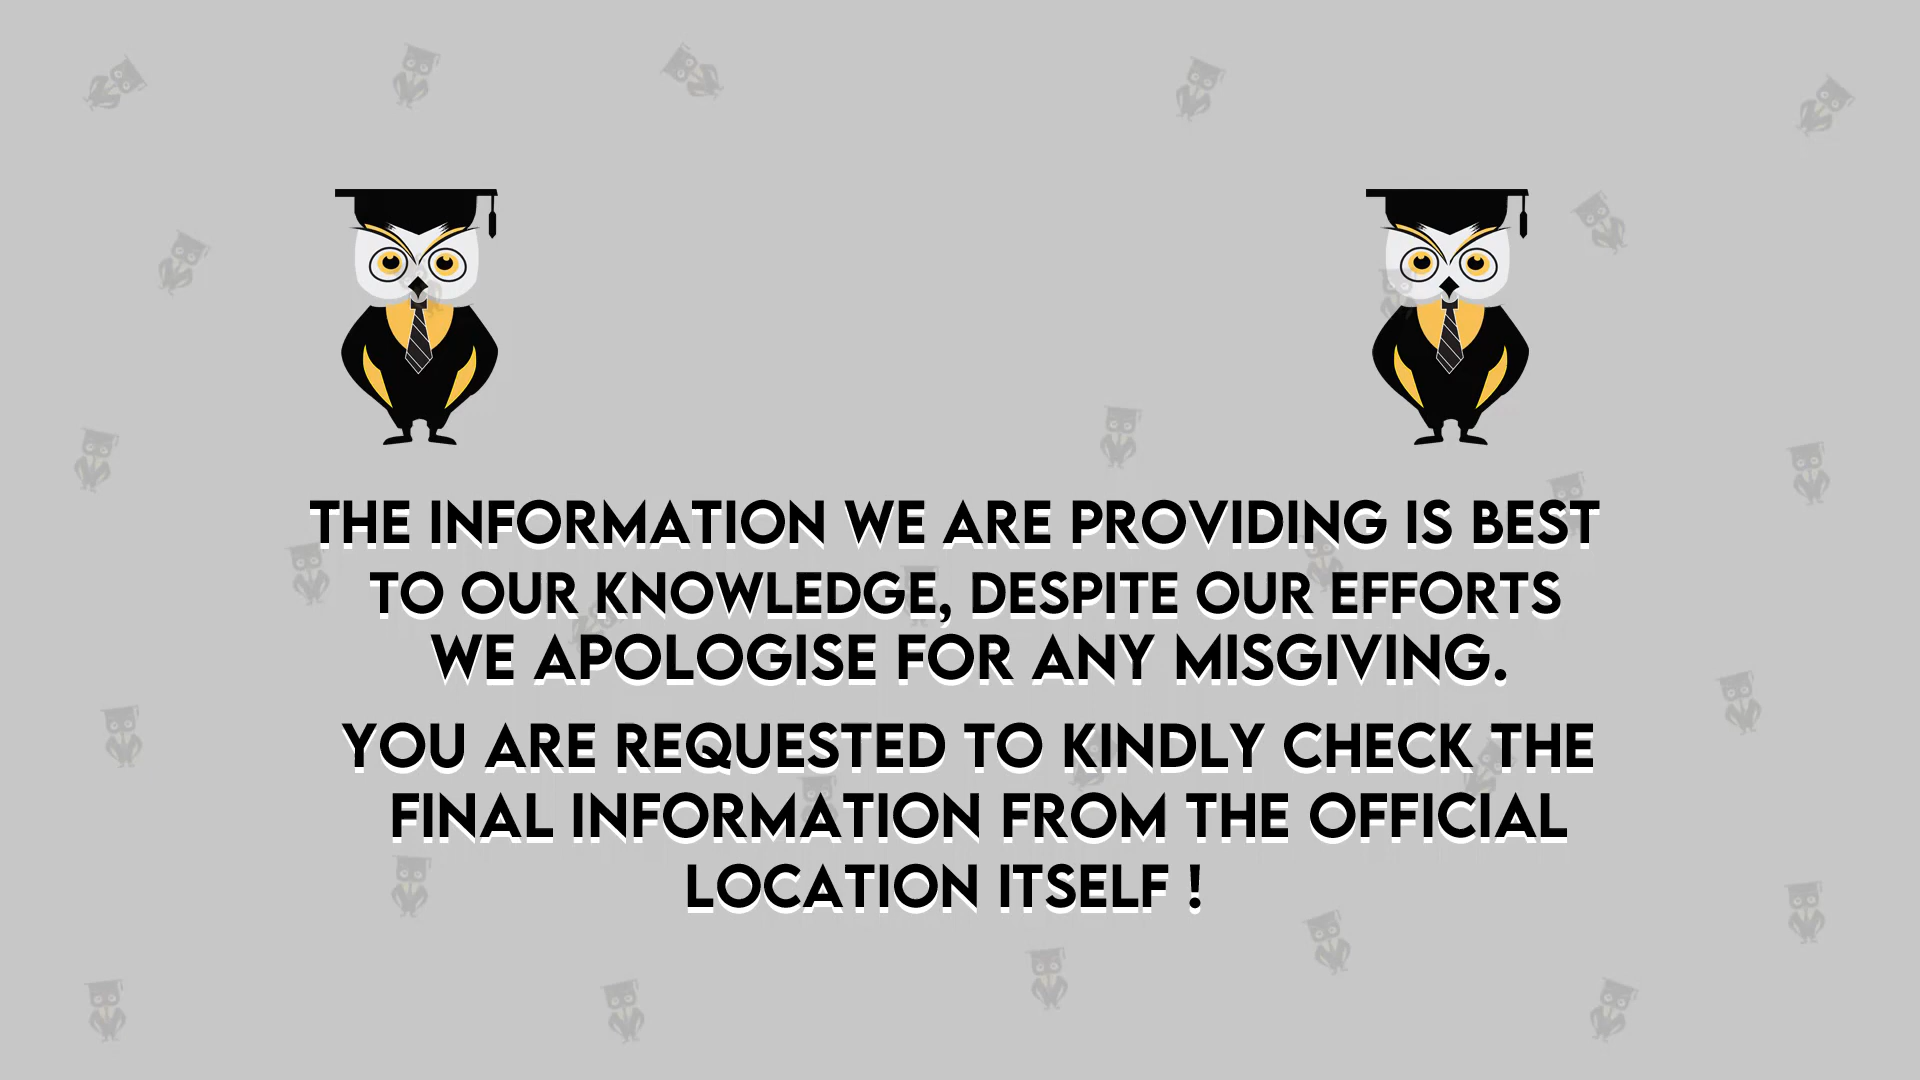 THE INFORMATION WE ARE PROVIDING IS BEST
TO OUR KNOWLEDGE, DESPITE OUR EFFORTS
WE APOLOGISE FOR ANY MISGIVING.
YOU ARE REQUESTED TO KINDLY CHECK THE
FINAL INFORMATION FROM THE OFFICIAL
LOCATION ITSELF !